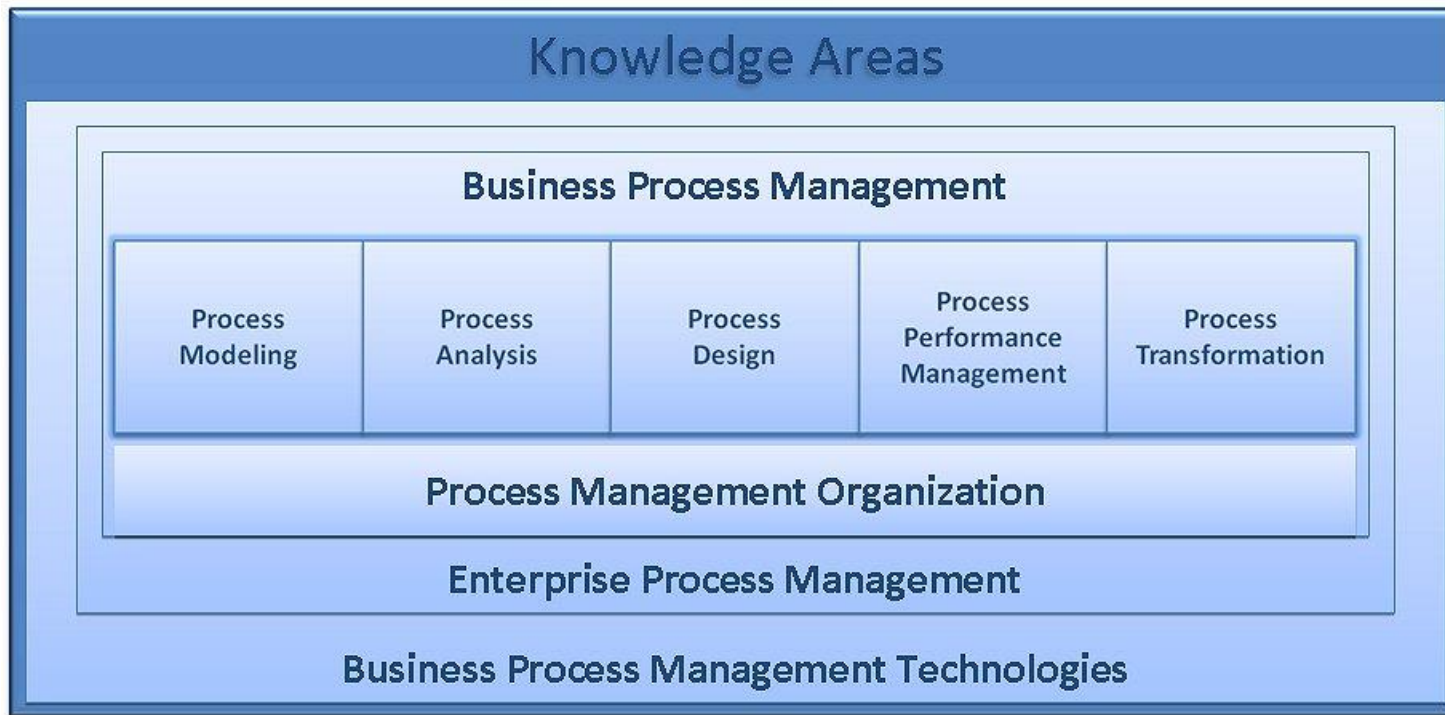 Knowledge Areas
Business Process Management
Process
Modeling
Process
Analysis
Process
Design
Process
Performance
Management
Process
Transformation
Process Management Organization
Enterprise Process Management
Business Process Management Technologies